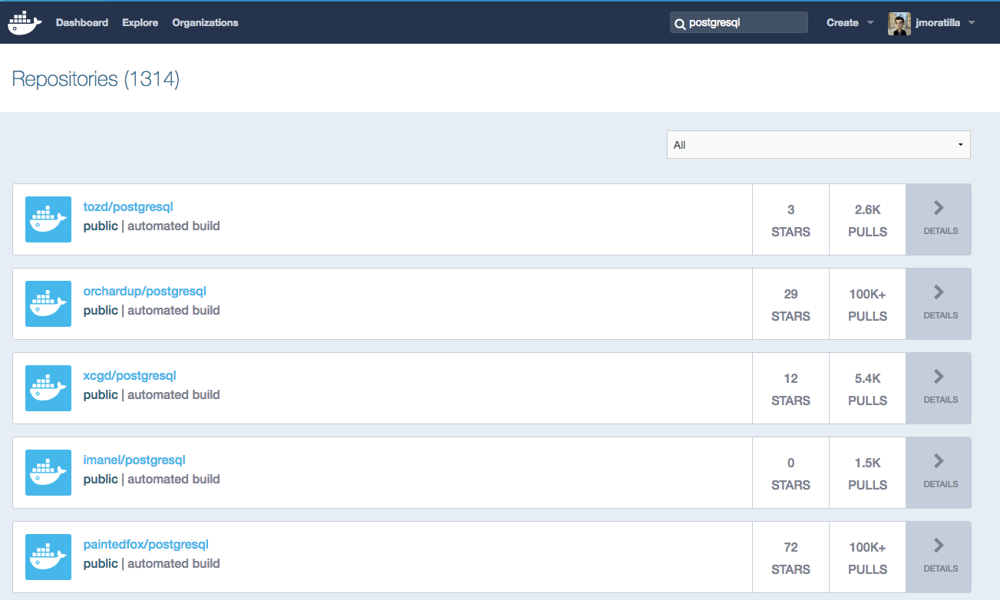 Dashboard Explore Organizations postgresql Create jmoratilla
Repositories (1314)
All
tozd/postgresql
public | automated build
3
STARS
2.6K
PULLS
DETAILS
orchardup/postgresql
public | automated build
29
STARS
100K+
PULLS
DETAILS
xcgd/postgresql
public | automated build
12
STARS
5.4K
PULLS
DETAILS
imanel/postgresql
public | automated build
0
STARS
1.5K
PULLS
DETAILS
paintedfox/postgresql
public | automated build
72
STARS
100K+
PULLS
DETAILS